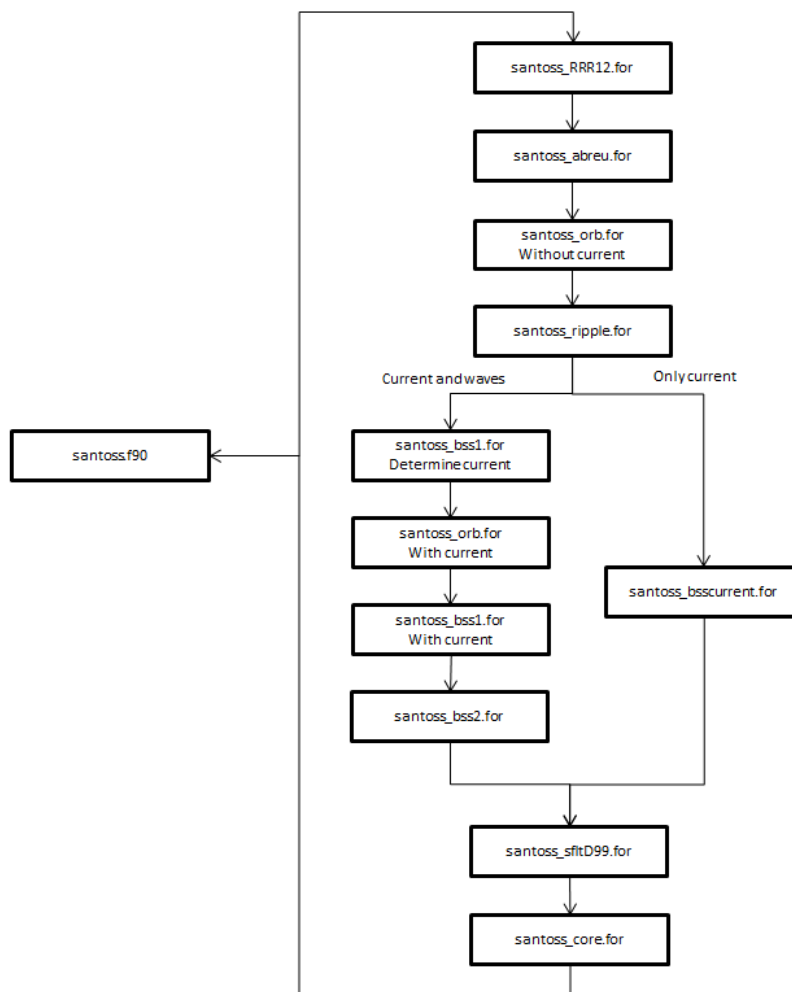 santoss_RRR12.for
santoss_abreu.for
santoss_orb.for
Without current
santoss_ripple.for
Current and waves
Only current
santoss_bss1.for
Determine current
santoss.f90
santoss_orb.for
With current
santoss_bsscurrent.for
santoss_bss1.for
With current
santoss_bss2.for
santoss_sfltD99.for
santoss_core.for